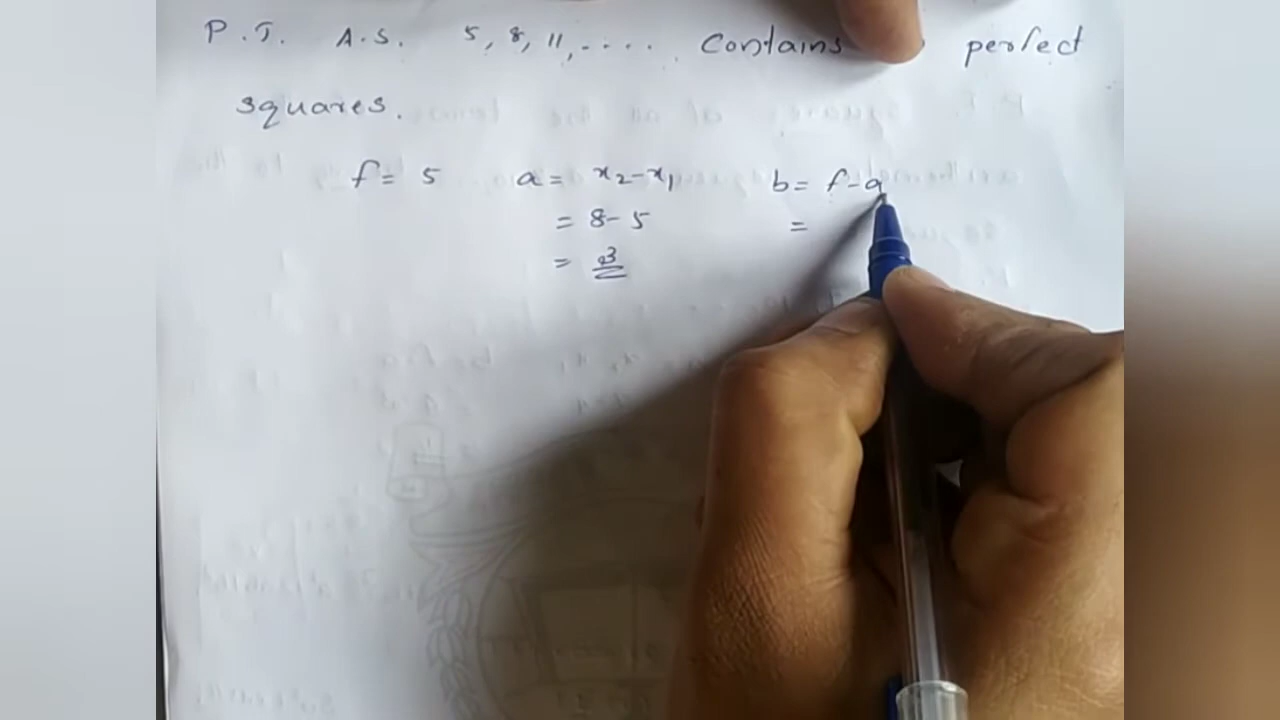 P.T. A.S. 5, 8, 11, .... Contains perfect
squares.
f = 5 a = x₂-x₁ b = f-a
= 8-5 =
= 3